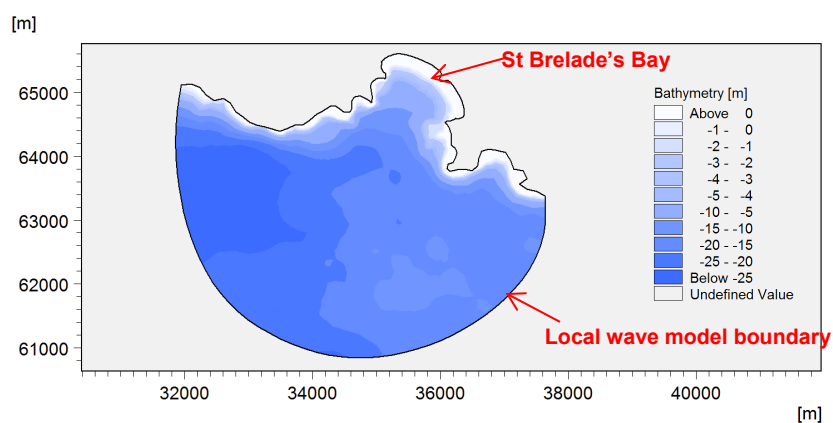 [m]
St Brelade's Bay
65000
64000
63000
62000
61000
Bathymetry [m]
Above 0
-1 - 0
-2 - -1
-3 - -2
-4 - -3
-5 - -4
-10 - -5
-15 - -10
-20 - -15
-25 - -20
Below -25
Undefined Value
Local wave model boundary
32000 34000 36000 38000 40000
[m]